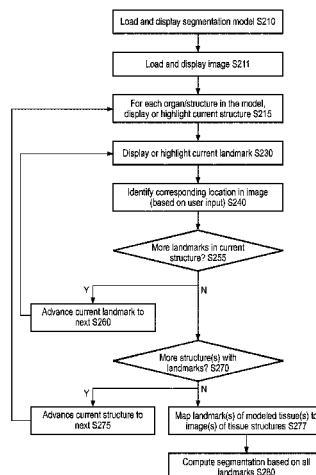 Load and display segmentation model S210
Load and display image S211
For each organ/structure in the model,
display or highlight current structure S215
Display or highlight current landmark S230
Identify corresponding location in image
(based on user input) S240
More landmarks in current
structure? S255
Y
N
Advance current landmark to
next S260
More structure(s) with
landmarks? S270
Y
N
Advance current structure to
next S275
Map landmark(s) of modeled tissue(s) to
image(s) of tissue structures S277
Compute segmentation based on all
landmarks S280